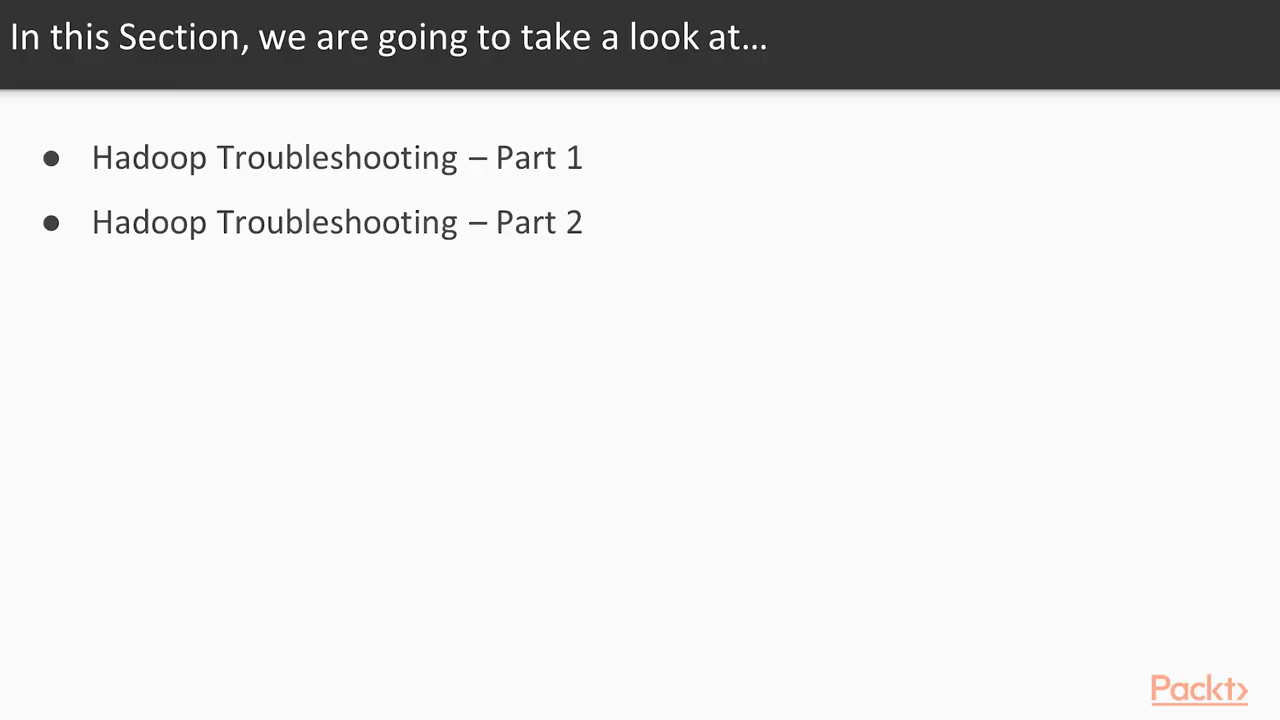 In this Section, we are going to take a look at...
● Hadoop Troubleshooting – Part 1
● Hadoop Troubleshooting – Part 2
Packt>